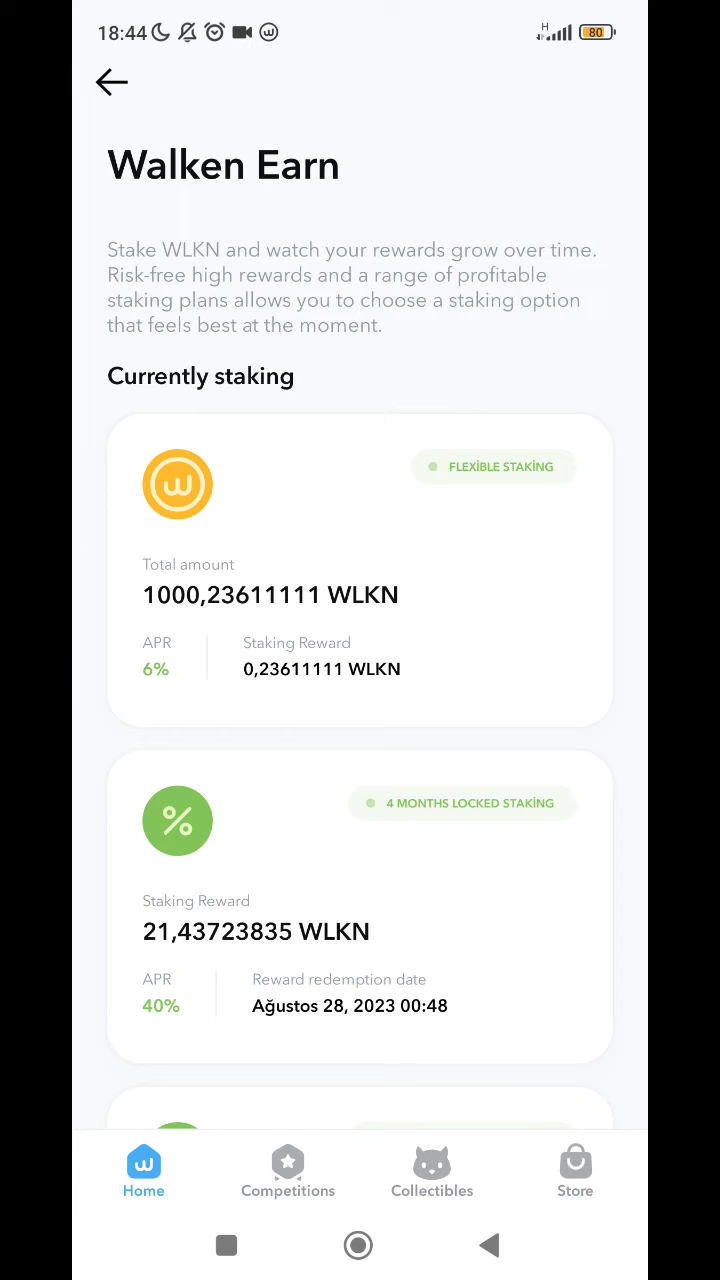 18:44
H
80
Walken Earn
Stake WLKN and watch your rewards grow over time.
Risk-free high rewards and a range of profitable
staking plans allows you to choose a staking option
that feels best at the moment.
Currently staking
FLEXİBLE STAKİNG
Total amount
1000,23611111 WLKN
APR
Staking Reward
6%
0,23611111 WLKN
4 MONTHS LOCKED STAKİNG
Staking Reward
21,43723835 WLKN
APR
Reward redemption date
40%
Ağustos 28, 2023 00:48
Home
Competitions
Collectibles
Store